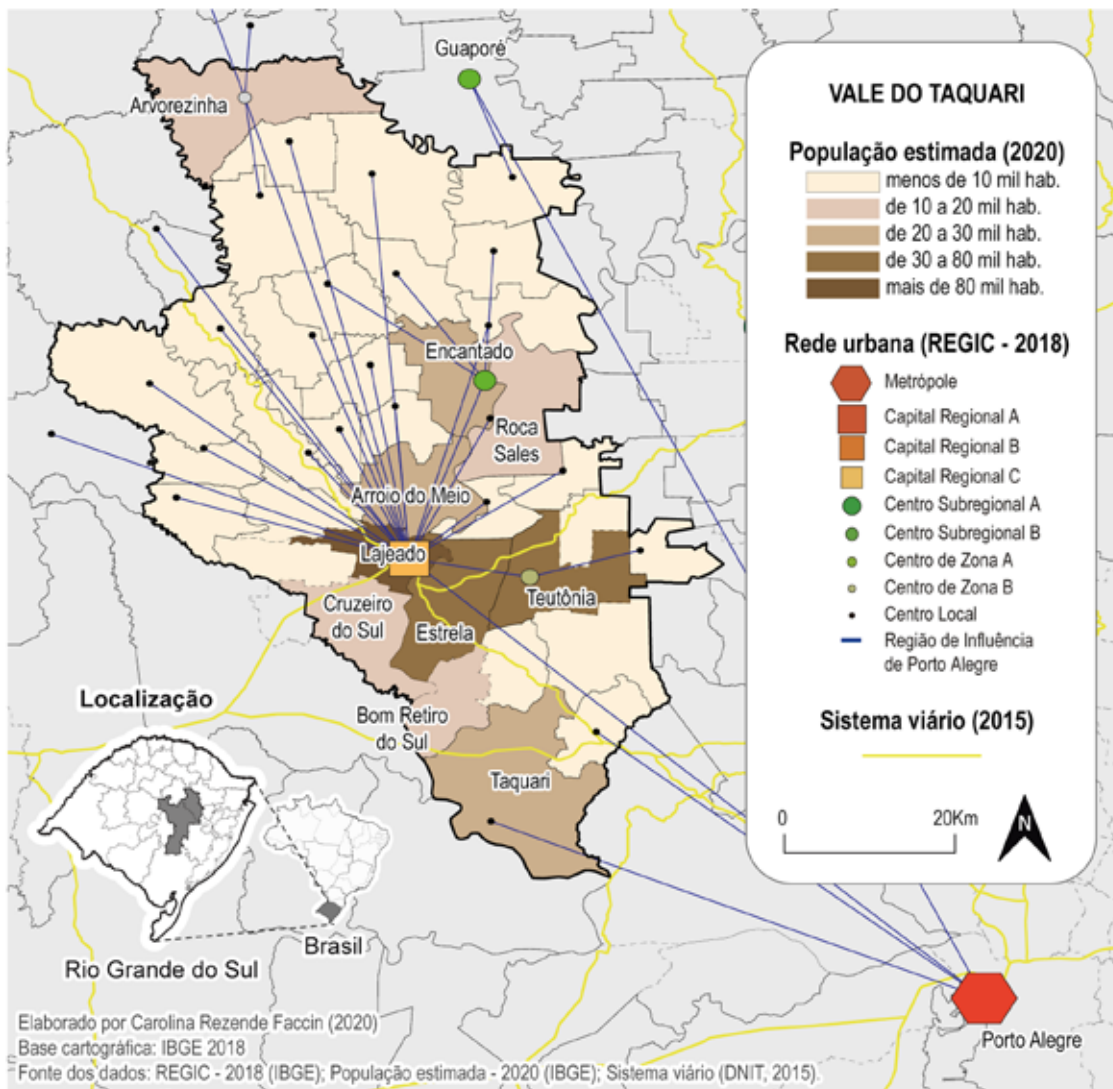 Guaporé
Arvorezinha
Encantado
Roca
Sales
Arroio do Meio
Lajeado
Teutônia
Cruzeiro
do Sul
Estrela
Bom Retiro
do Sul
Taquari
Porto Alegre
VALE DO TAQUARI
População estimada (2020)
menos de 10 mil hab.
de 10 a 20 mil hab.
de 20 a 30 mil hab.
de 30 a 80 mil hab.
mais de 80 mil hab.
Rede urbana (REGIC - 2018)
Metrópole
Capital Regional A
Capital Regional B
Capital Regional C
Centro Subregional A
Centro Subregional B
Centro de Zona A
Centro de Zona B
Centro Local
Região de Influência
de Porto Alegre
Sistema viário (2015)
0 20Km
N
Localização
Brasil
Rio Grande do Sul
Elaborado por Carolina Rezende Faccin (2020)
Base cartográfica: IBGE 2018
Fonte dos dados: REGIC - 2018 (IBGE); População estimada - 2020 (IBGE); Sistema viário (DNIT, 2015).